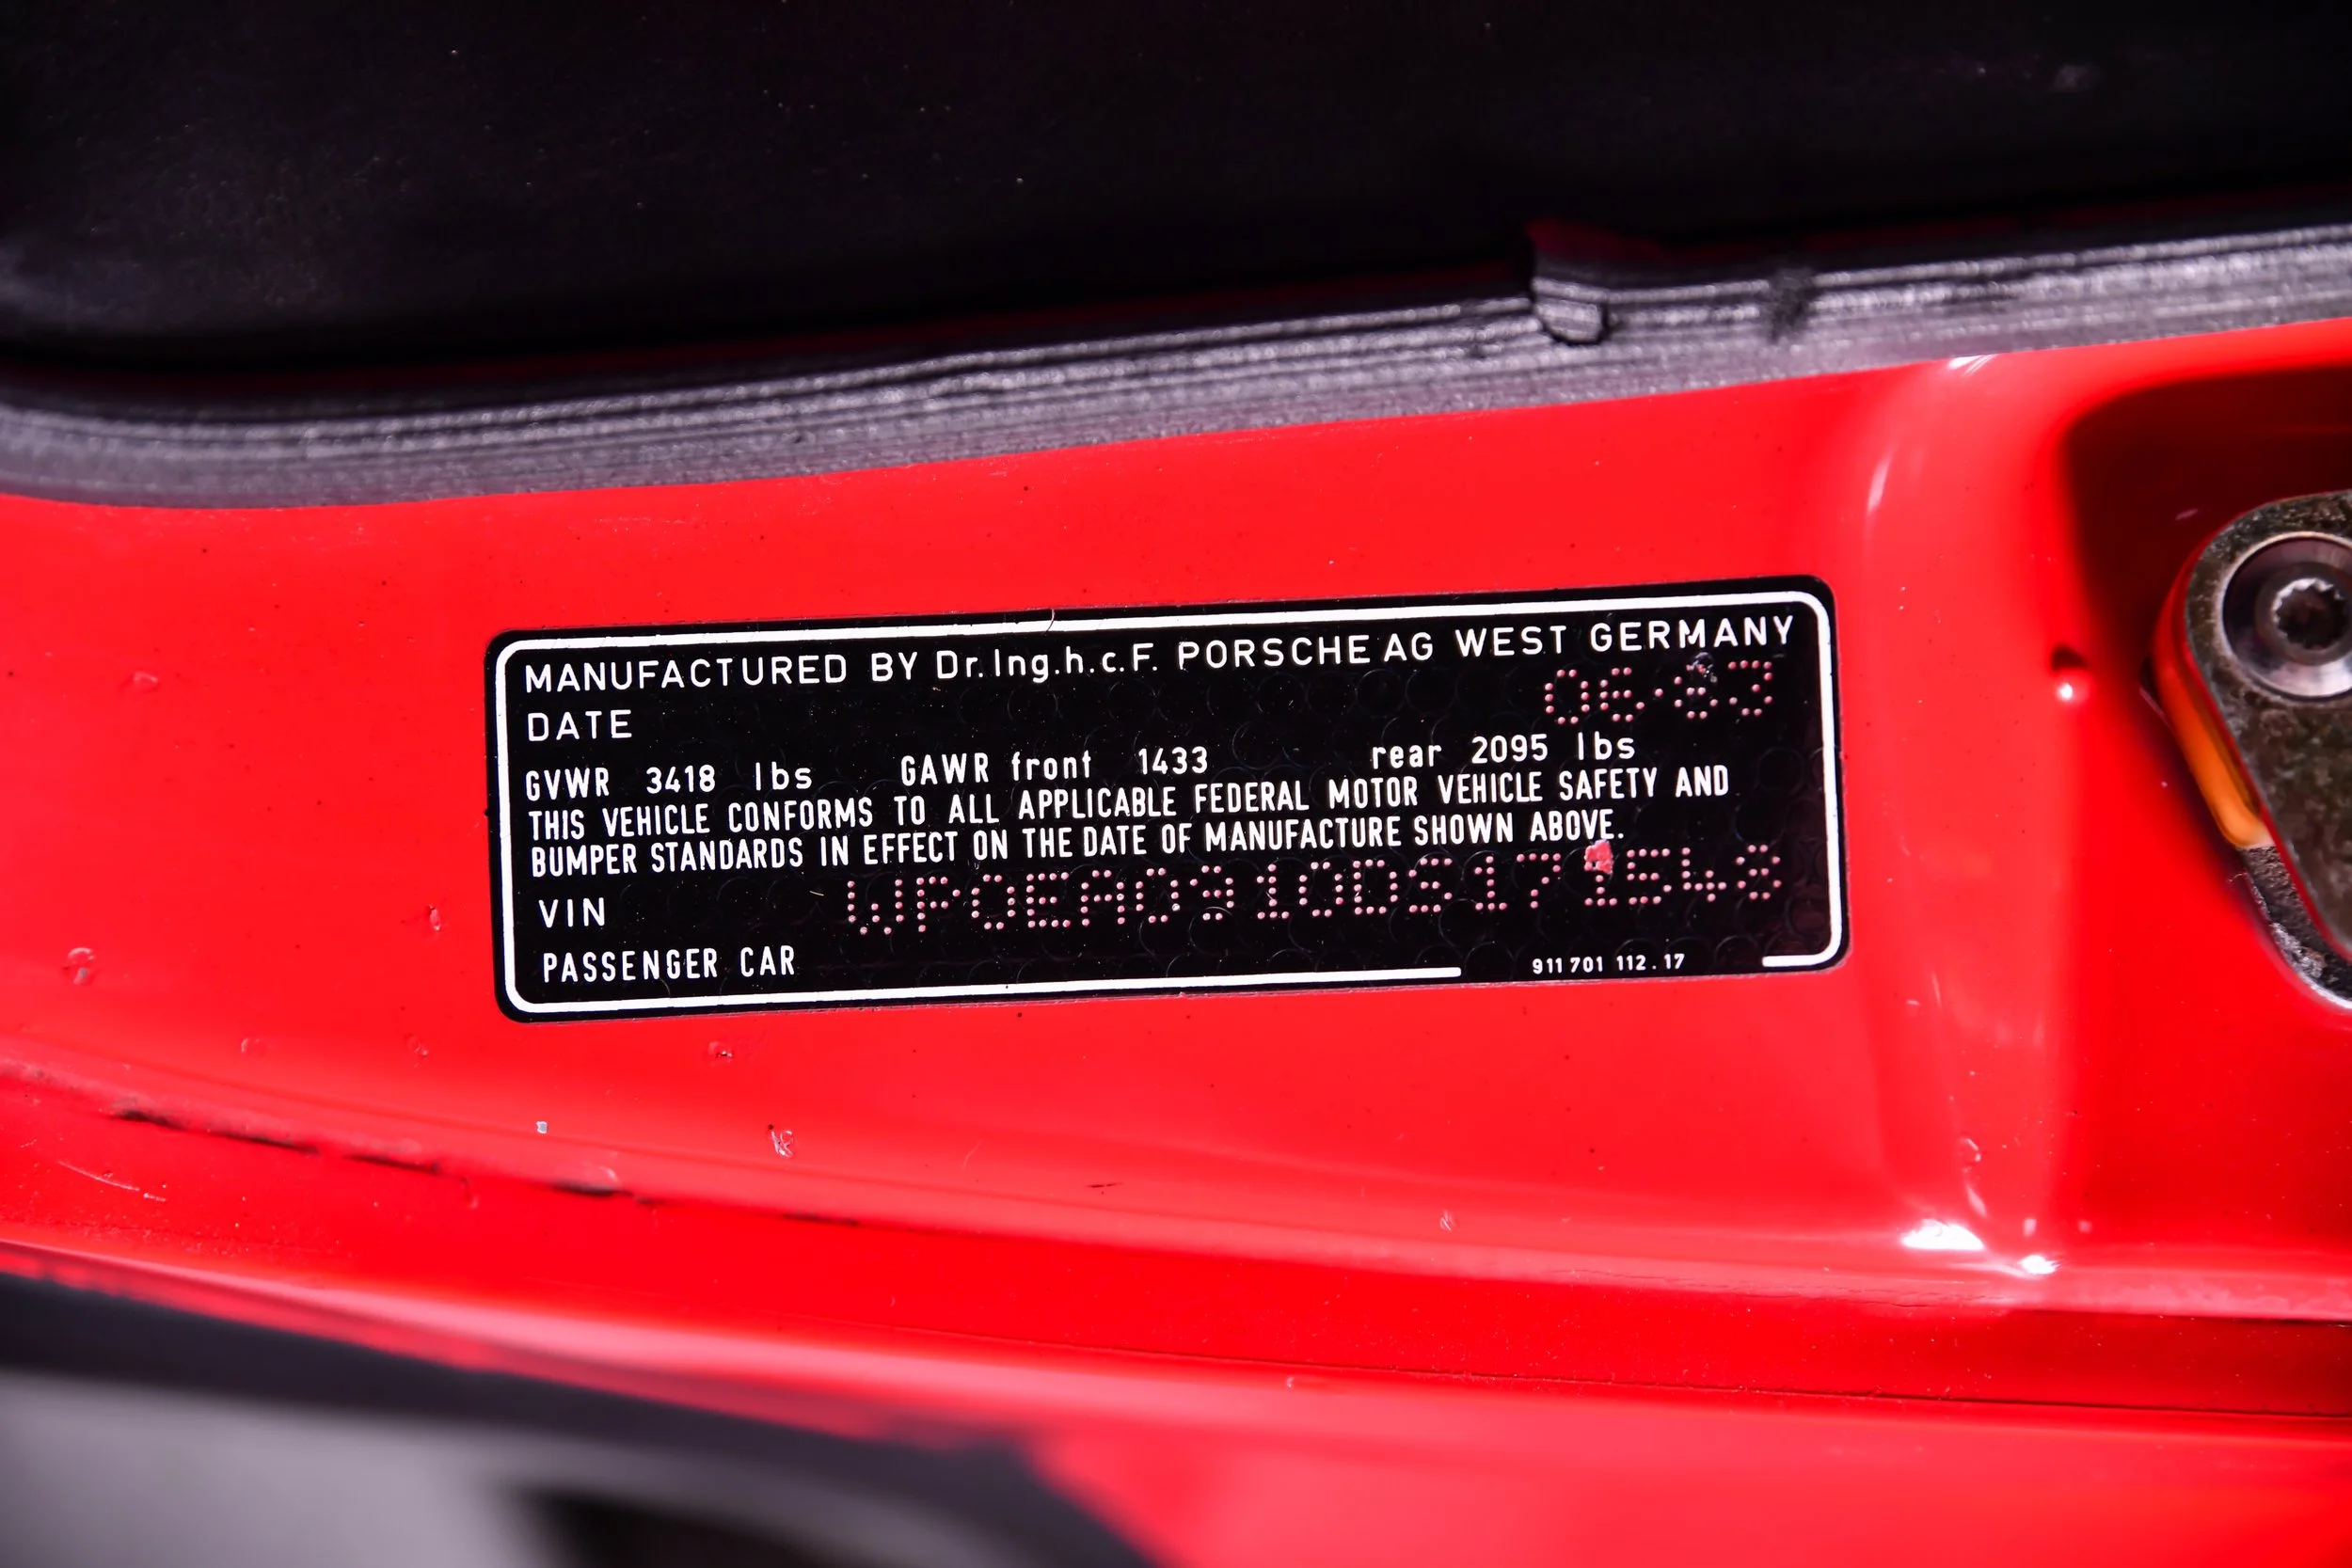 MANUFACTURED BY Dr.Ing.h.c.F. PORSCHE AG WEST GERMANY
DATE 06·83
GVWR 3418 lbs GAWR front 1433 rear 2095 lbs
THIS VEHICLE CONFORMS TO ALL APPLICABLE FEDERAL MOTOR VEHICLE SAFETY AND
BUMPER STANDARDS IN EFFECT ON THE DATE OF MANUFACTURE SHOWN ABOVE.
VIN WP0EA0910DS171548
PASSENGER CAR
911 701 112.17